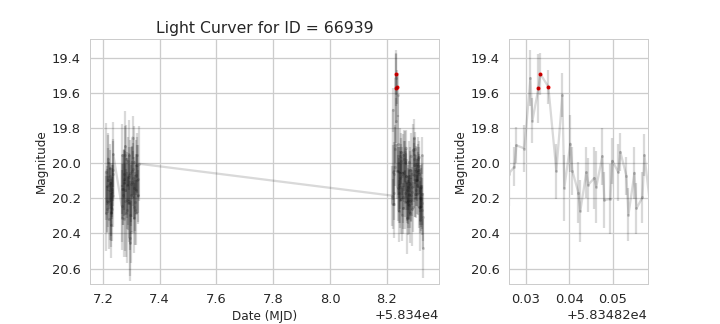 Light Curver for ID = 66939
Magnitude
19.4
19.6
19.8
20.0
20.2
20.4
20.6
7.2 7.4 7.6 7.8 8.0 8.2
Date (MJD)
+5.834e4
Magnitude
19.4
19.6
19.8
20.0
20.2
20.4
20.6
0.03 0.04 0.05
+5.83482e4